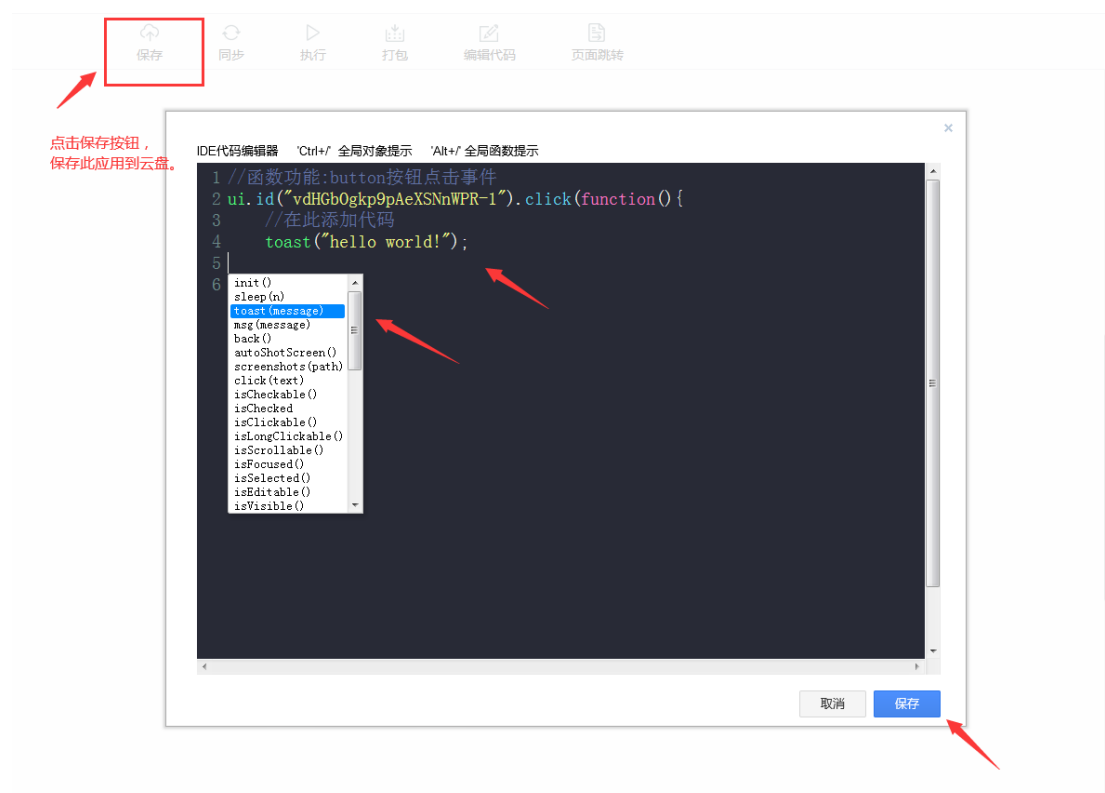 保存 同步 执行 打包 编辑代码 页面跳转
点击保存按钮，
保存此应用到云盘。
×
IDE代码编辑器 'Ctrl+/' 全局对象提示 'Alt+/' 全局函数提示
1 //函数功能:button按钮点击事件
2 ui.id("vdHGbOgkp9pAeXSNnWPR-1").click(function(){
3 //在此添加代码
4 toast("hello world!");
5
6
init()
sleep(n)
toast(message)
msg(message)
back()
autoShotScreen()
screenshots(path)
click(text)
isCheckable()
isChecked
isClickable()
isLongClickable()
isScrollable()
isFocused()
isSelected()
isEditable()
isVisible()
取消 保存